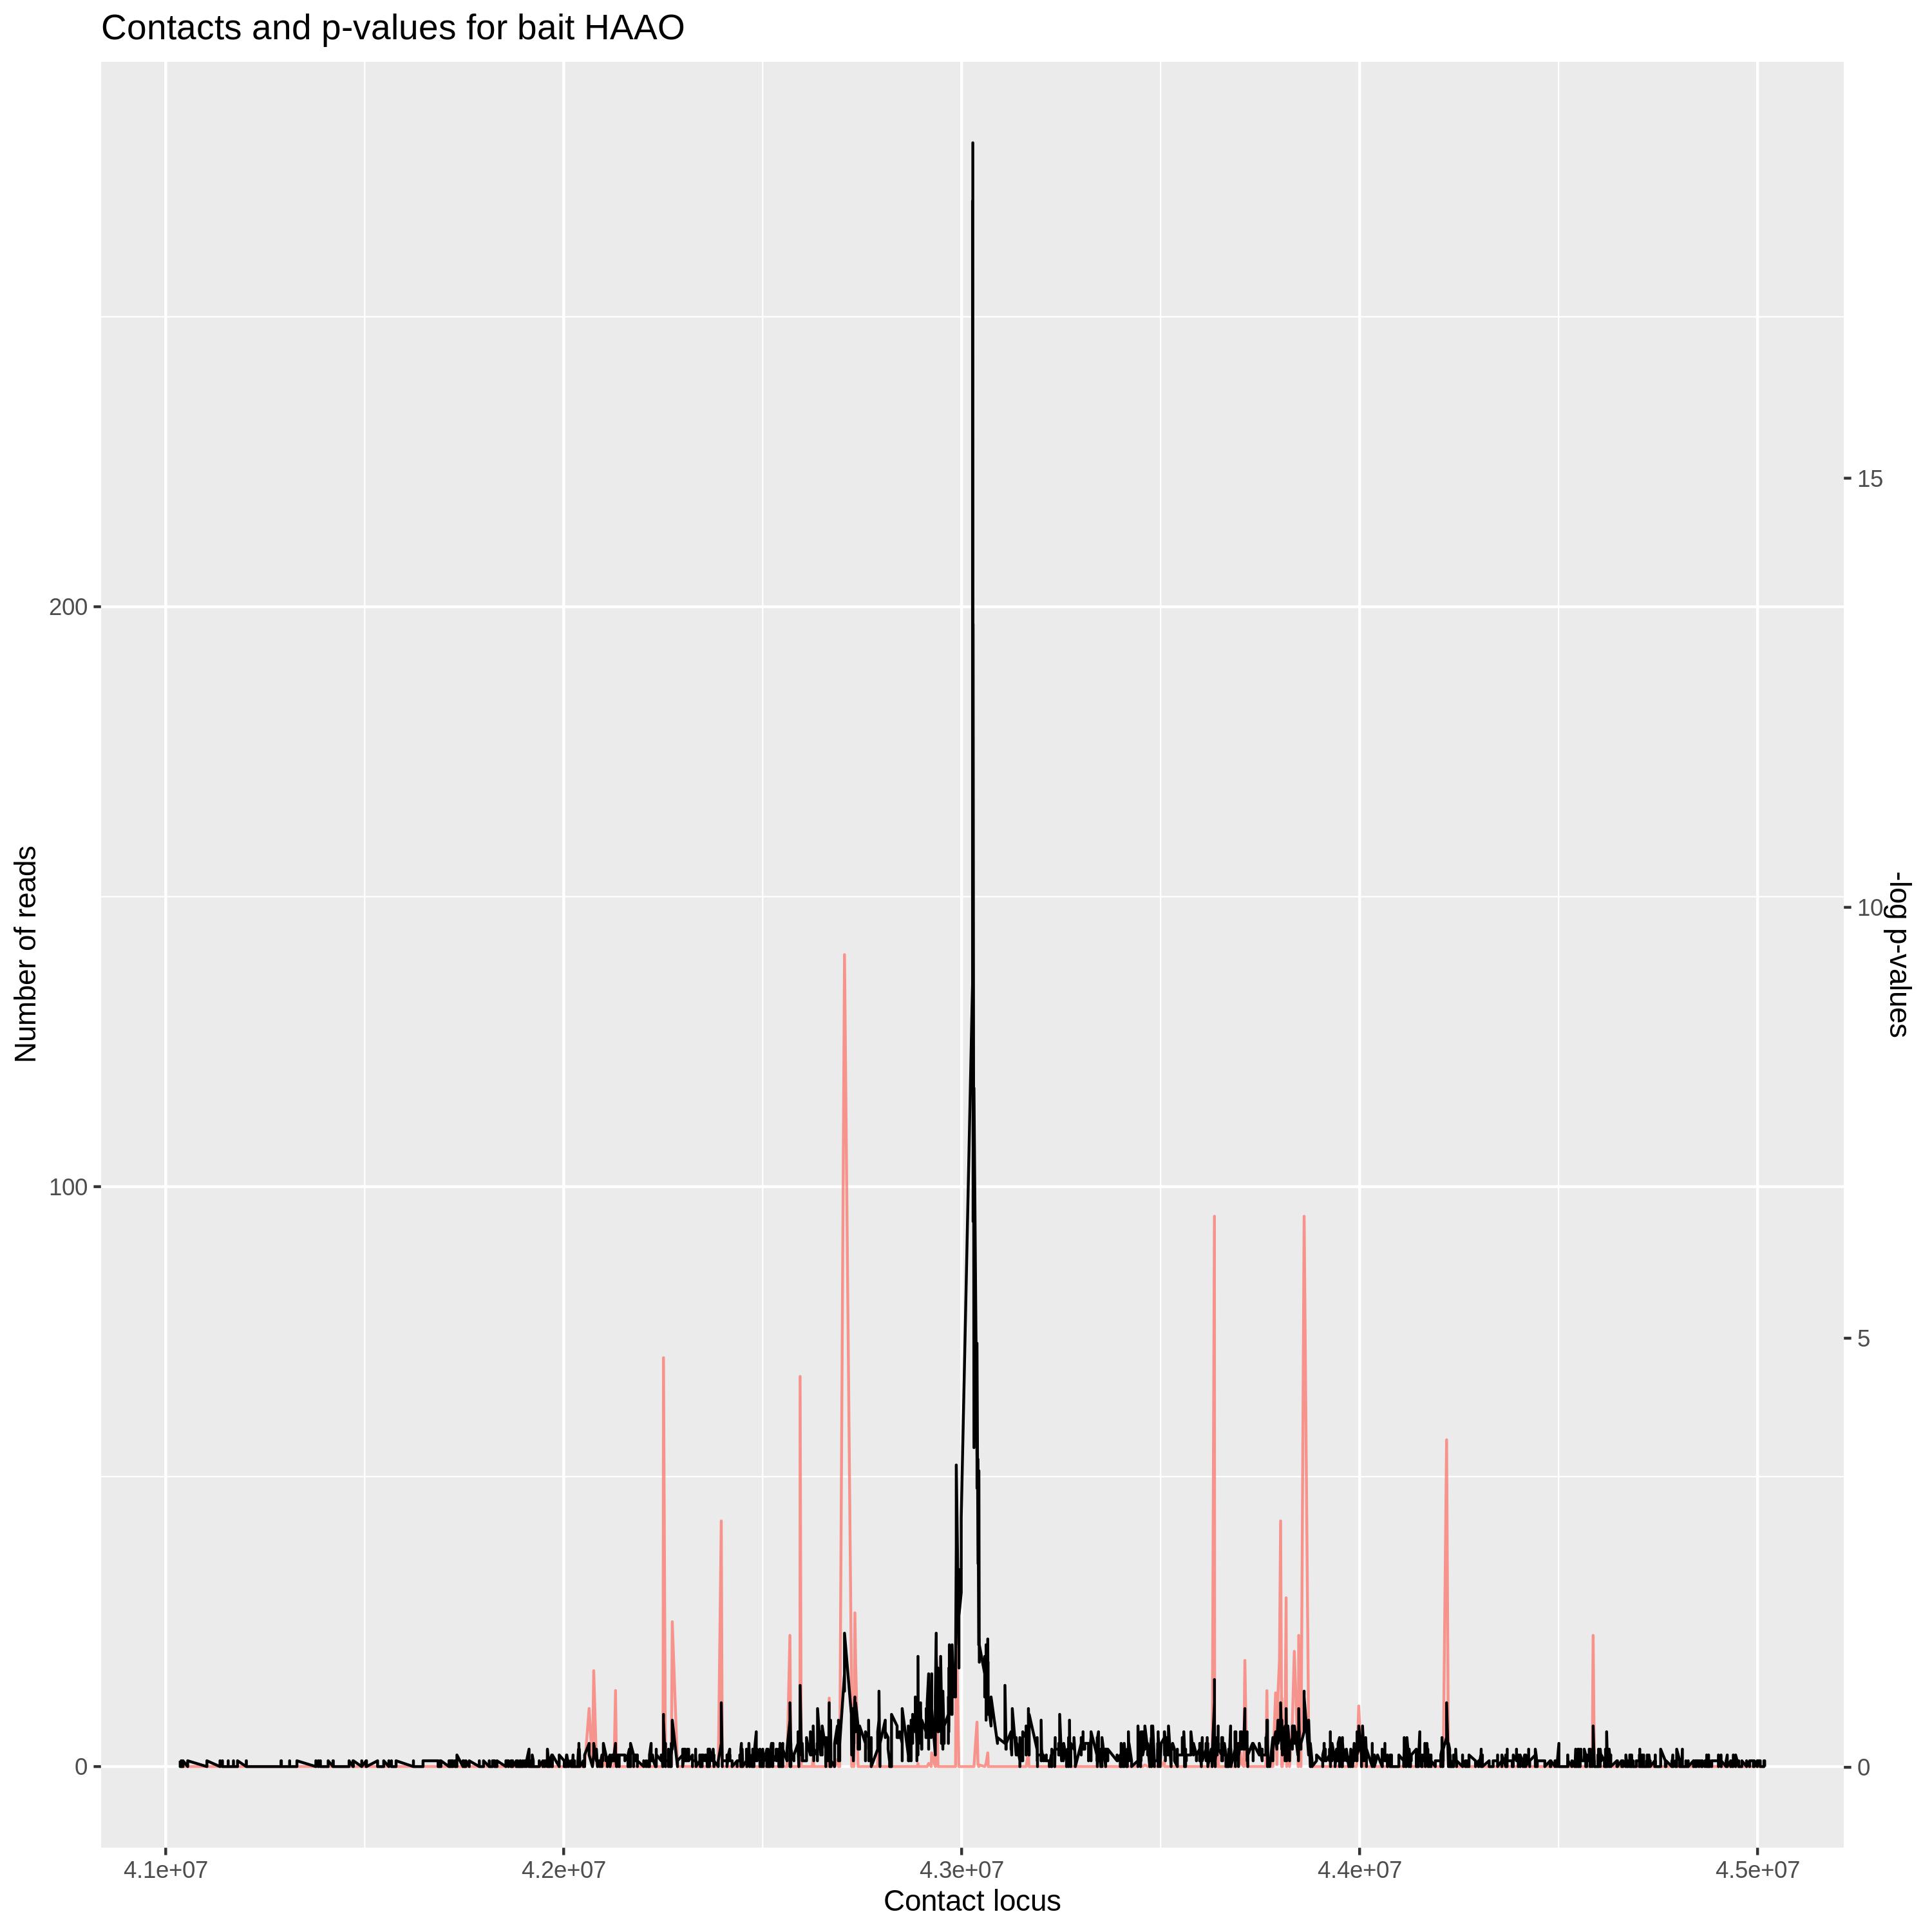 Contacts and p-values for bait HAAO
Number of reads
200
100
0
15
10
5
0
-log p-values
4.1e+07
4.2e+07
4.3e+07
4.4e+07
4.5e+07
Contact locus